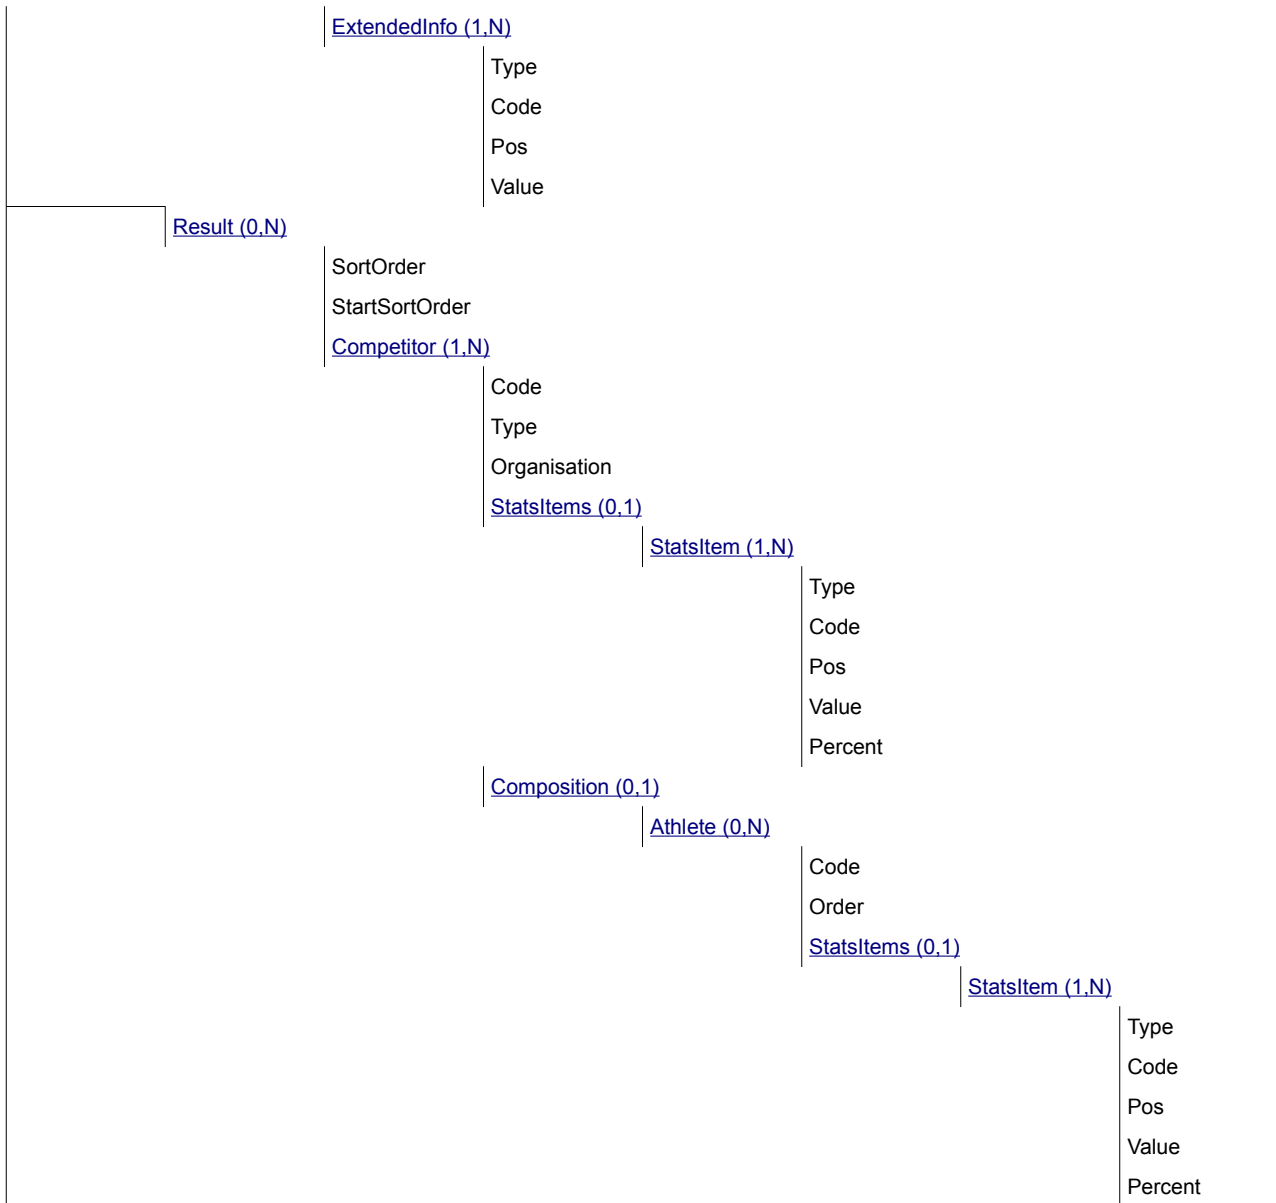 ExtendedInfo (1,N)
Type
Code
Pos
Value
Result (0,N)
SortOrder
StartSortOrder
Competitor (1,N)
Code
Type
Organisation
StatsItems (0,1)
StatsItem (1,N)
Type
Code
Pos
Value
Percent
Composition (0,1)
Athlete (0,N)
Code
Order
StatsItems (0,1)
StatsItem (1,N)
Type
Code
Pos
Value
Percent